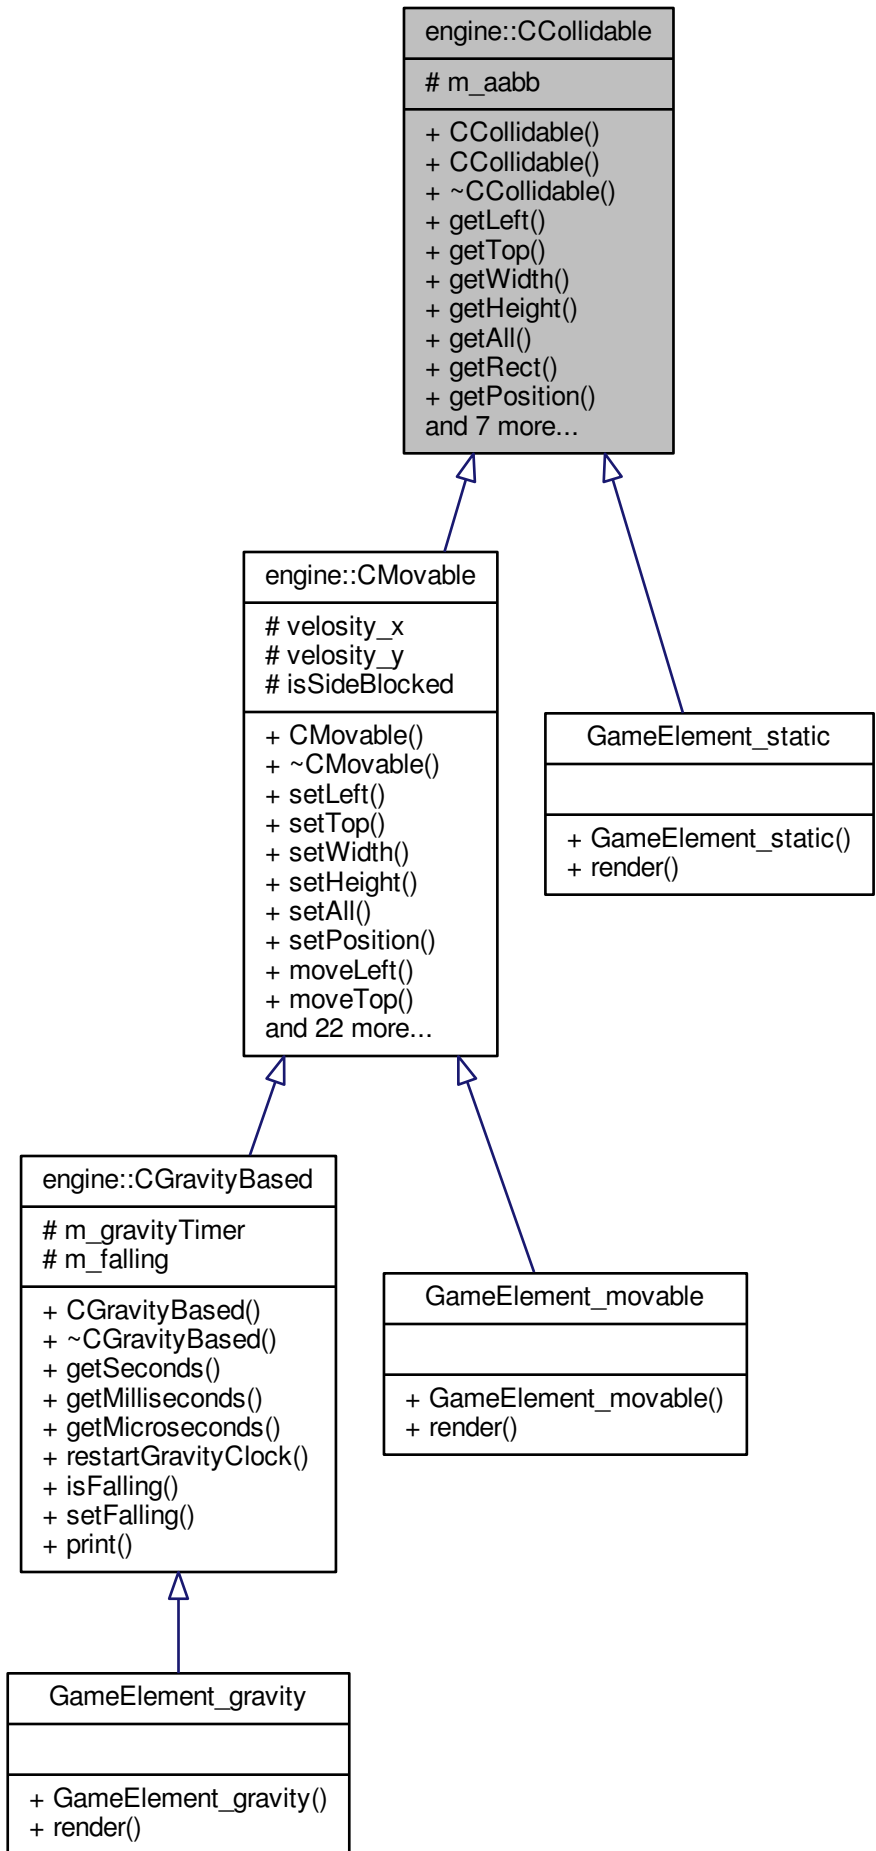 engine::CCollidable
# m_aabb
+ CCollidable()
+ CCollidable()
+ ~CCollidable()
+ getLeft()
+ getTop()
+ getWidth()
+ getHeight()
+ getAll()
+ getRect()
+ getPosition()
and 7 more...
engine::CMovable
# velosity_x
# velosity_y
# isSideBlocked
+ CMovable()
+ ~CMovable()
+ setLeft()
+ setTop()
+ setWidth()
+ setHeight()
+ setAll()
+ setPosition()
+ moveLeft()
+ moveTop()
and 22 more...
GameElement_static
+ GameElement_static()
+ render()
engine::CGravityBased
# m_gravityTimer
# m_falling
+ CGravityBased()
+ ~CGravityBased()
+ getSeconds()
+ getMilliseconds()
+ getMicroseconds()
+ restartGravityClock()
+ isFalling()
+ setFalling()
+ print()
GameElement_movable
+ GameElement_movable()
+ render()
GameElement_gravity
+ GameElement_gravity()
+ render()